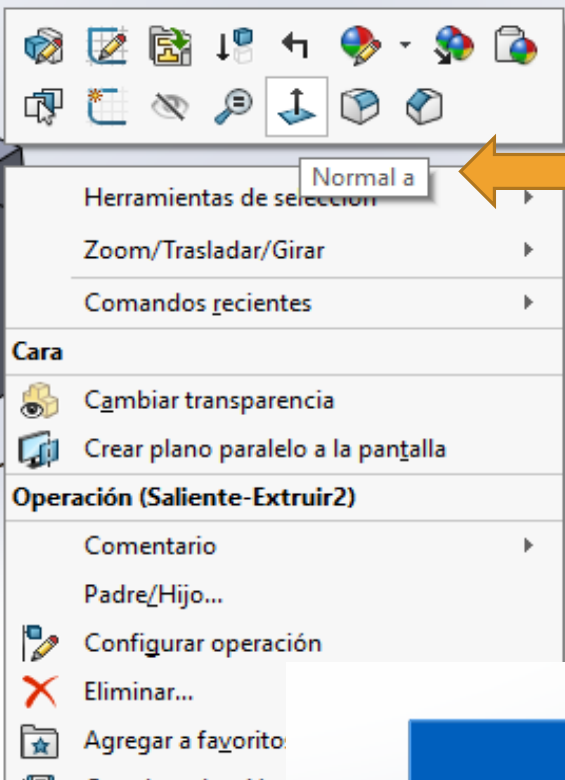 Normal a
Herramientas de selección
Zoom/Trasladar/Girar
Comandos recientes
Cara
Cambiar transparencia
Crear plano paralelo a la pantalla
Operación (Saliente-Extruir2)
Comentario
Padre/Hijo...
Configurar operación
Eliminar...
Agregar a favorito